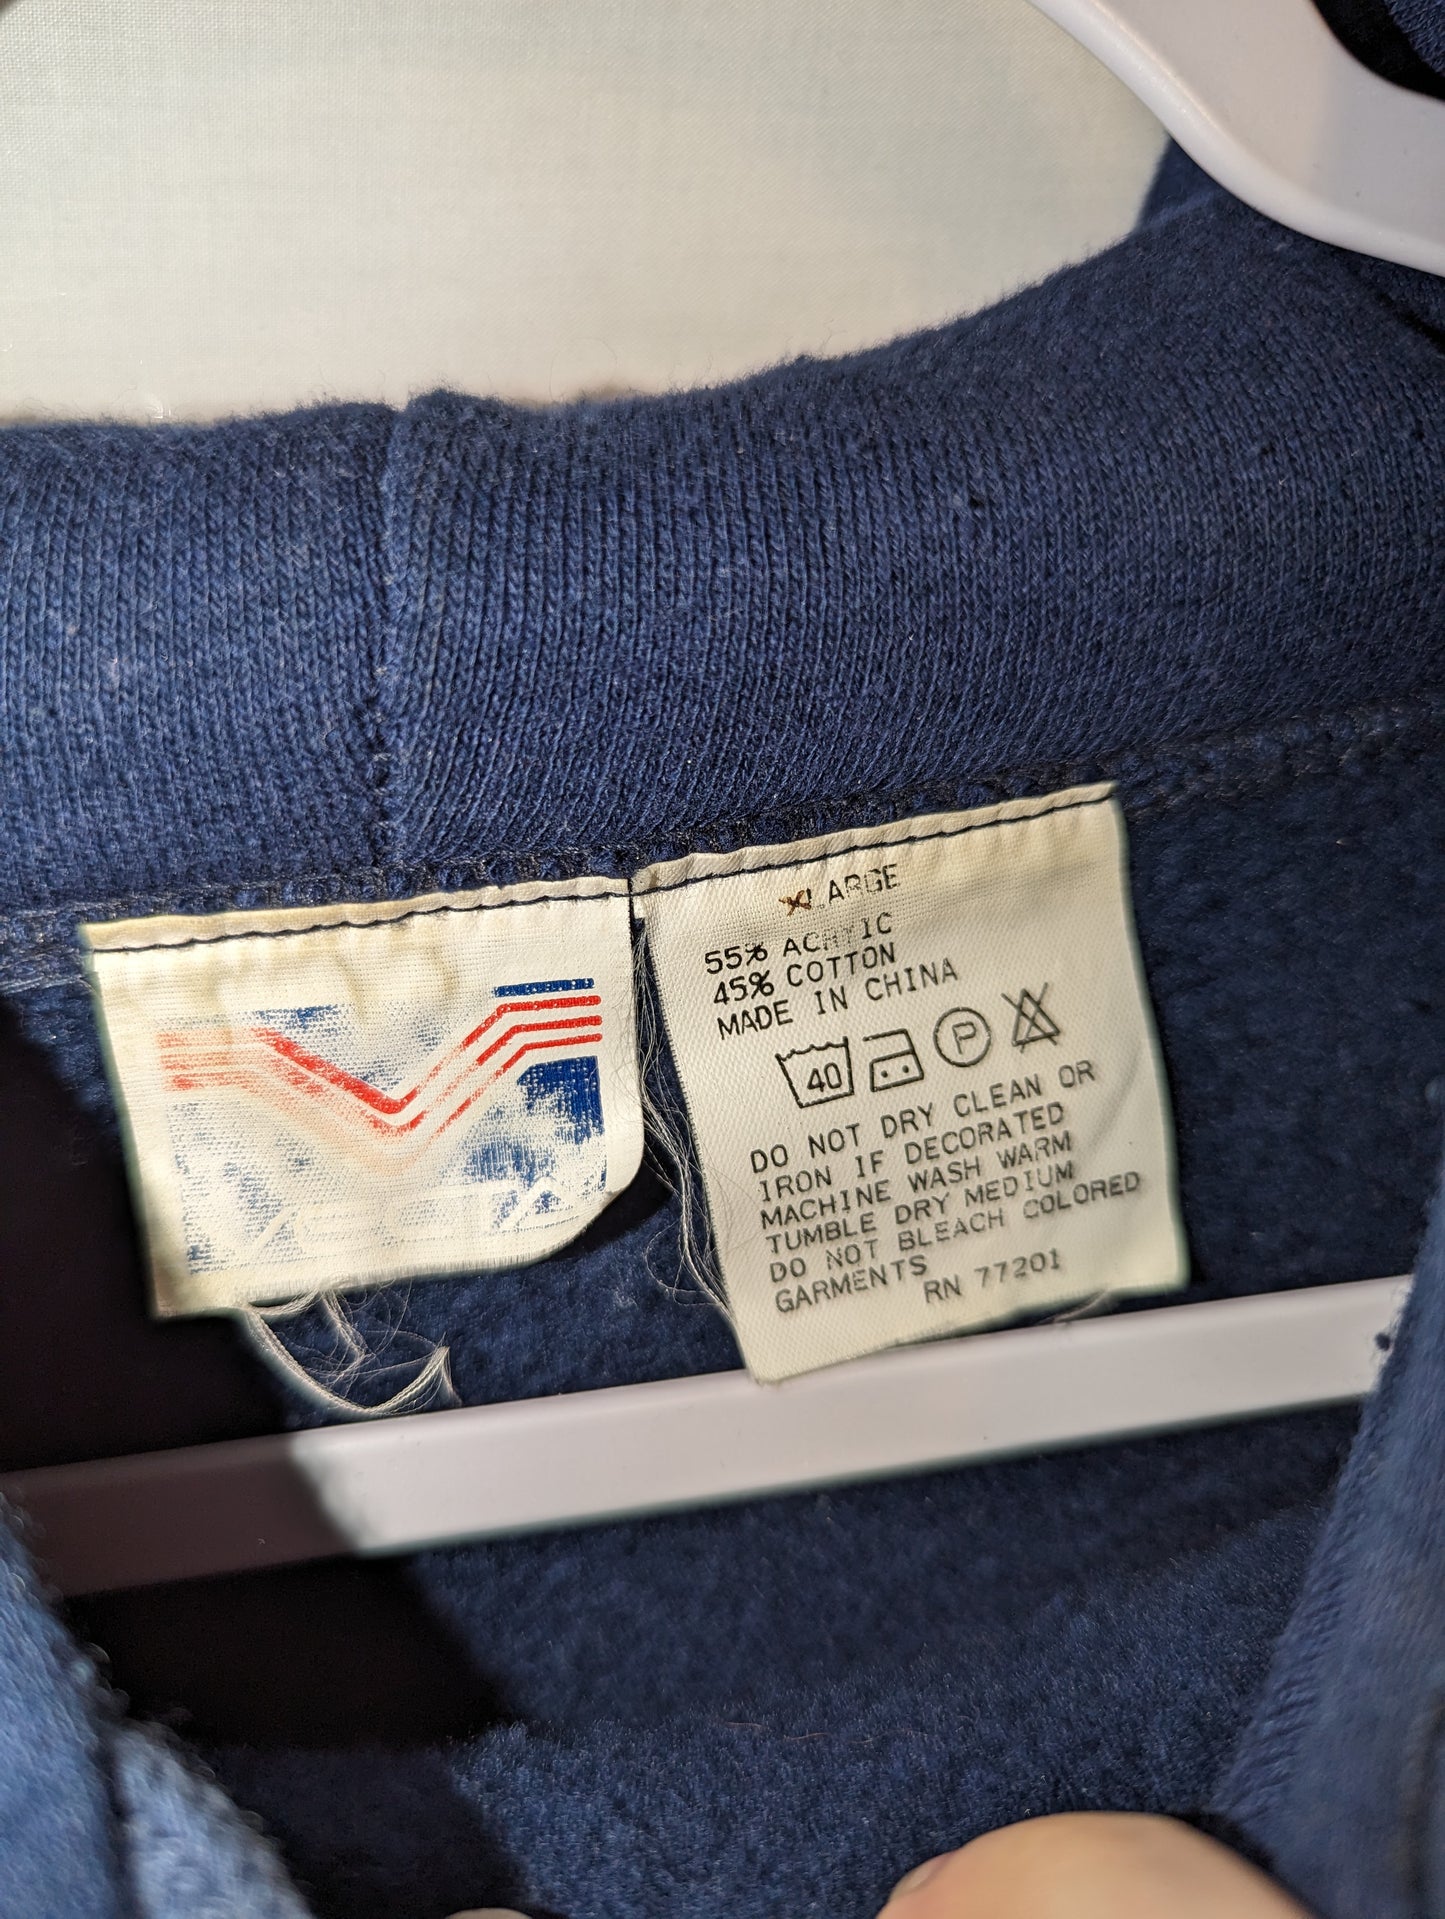 XLARGE
55% ACRYLIC
45% COTTON
MADE IN CHINA
40 P
DO NOT DRY CLEAN OR
IRON IF DECORATED
MACHINE WASH WARM
TUMBLE DRY MEDIUM
DO NOT BLEACH COLORED
GARMENTS
RN 77201